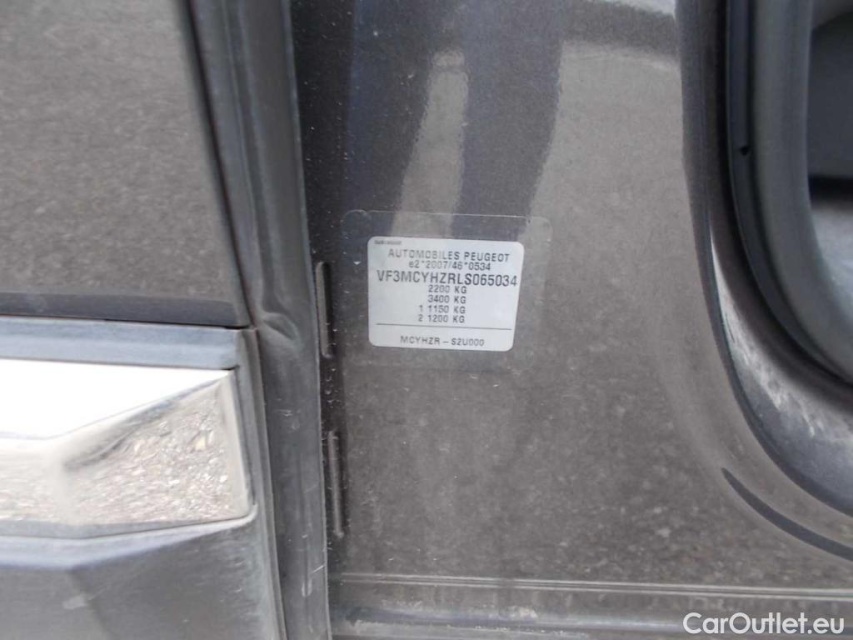 AUTOMOBILES PEUGEOT
e2*2007/46*0534
VF3MCYHZRLS065034
2200 KG
3400 KG
1 1150 KG
2 1200 KG
MCYHZR - S2U000
CarOutlet.eu